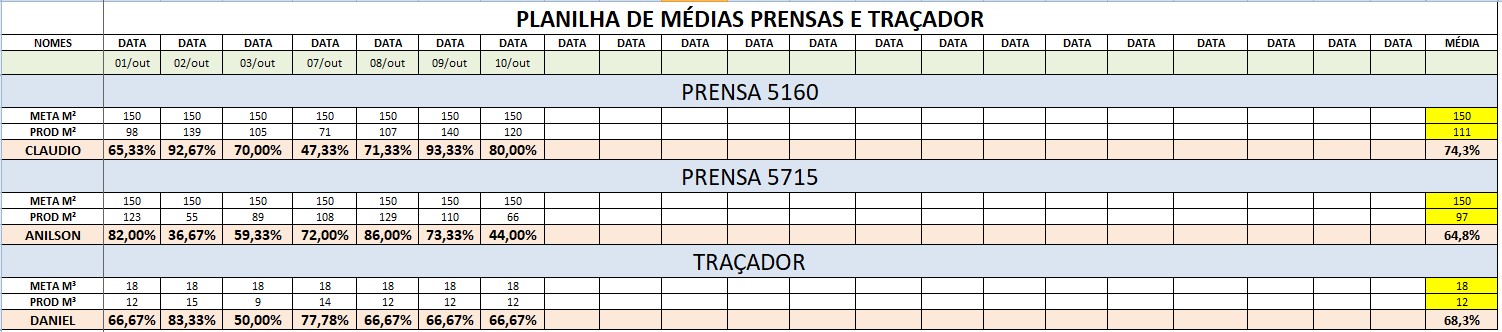 PLANILHA DE MÉDIAS PRENSAS E TRAÇADOR
NOMES DATA DATA DATA DATA DATA DATA DATA DATA DATA DATA DATA DATA DATA DATA DATA DATA DATA DATA DATA DATA MÉDIA
01/out 02/out 03/out 07/out 08/out 09/out 10/out
PRENSA 5160
META M² 150 150 150 150 150 150 150 150
PROD M² 98 139 105 71 107 140 120 111
CLAUDIO 65,33% 92,67% 70,00% 47,33% 71,33% 93,33% 80,00% 74,3%
PRENSA 5715
META M² 150 150 150 150 150 150 150 150
PROD M² 123 55 89 108 129 110 66 97
ANILSON 82,00% 36,67% 59,33% 72,00% 86,00% 73,33% 44,00% 64,8%
TRAÇADOR
META M³ 18 18 18 18 18 18 18 18
PROD M³ 12 15 9 14 12 12 12 12
DANIEL 66,67% 83,33% 50,00% 77,78% 66,67% 66,67% 66,67% 68,3%